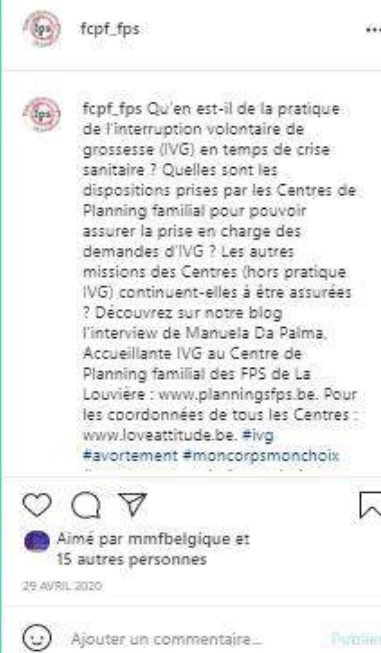 fps
fcpf_fps
fps
fcpf_fps Qu'en est-il de la pratique
de l'interruption volontaire de
grossesse (IVG) en temps de crise
sanitaire ? Quelles sont les
dispositions prises par les Centres de
Planning familial pour pouvoir
assurer la prise en charge des
demandes d'IVG ? Les autres
missions des Centres (hors pratique
IVG) continuent-elles à être assurées
? Découvrez sur notre blog
l'interview de Manuela Da Palma,
Accueillante IVG au Centre de
Planning familial des FPS de La
Louvière : www.planningsfps.be. Pour
les coordonnées de tous les Centres :
www.loveattitude.be. #ivg
#avortement #moncorpsmonchoix
Aimé par mmfbelgique et
15 autres personnes
29 AVRIL 2020
Ajouter un commentaire...
Publier